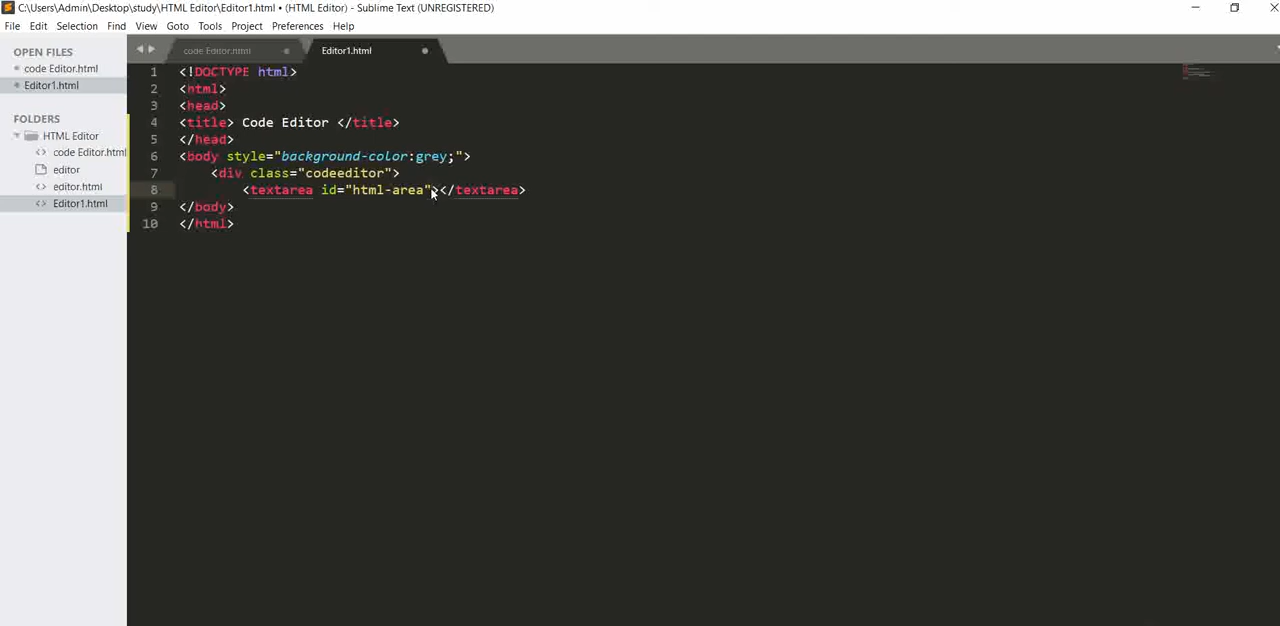 C:\Users\Admin\Desktop\study\HTML Editor\Editor1.html • (HTML Editor) - Sublime Text (UNREGISTERED)
File Edit Selection Find View Goto Tools Project Preferences Help
OPEN FILES
code Editor.html
Editor1.html
FOLDERS
HTML Editor
<> code Editor.html
editor
<> editor.html
<> Editor1.html
code Editor.html
Editor1.html
1 <!DOCTYPE html>
2 <html>
3 <head>
4 <title> Code Editor </title>
5 </head>
6 <body style="background-color:grey;">
7 <div class="codeeditor">
8 <textarea id="html-area"></textarea>
9 </body>
10 </html>